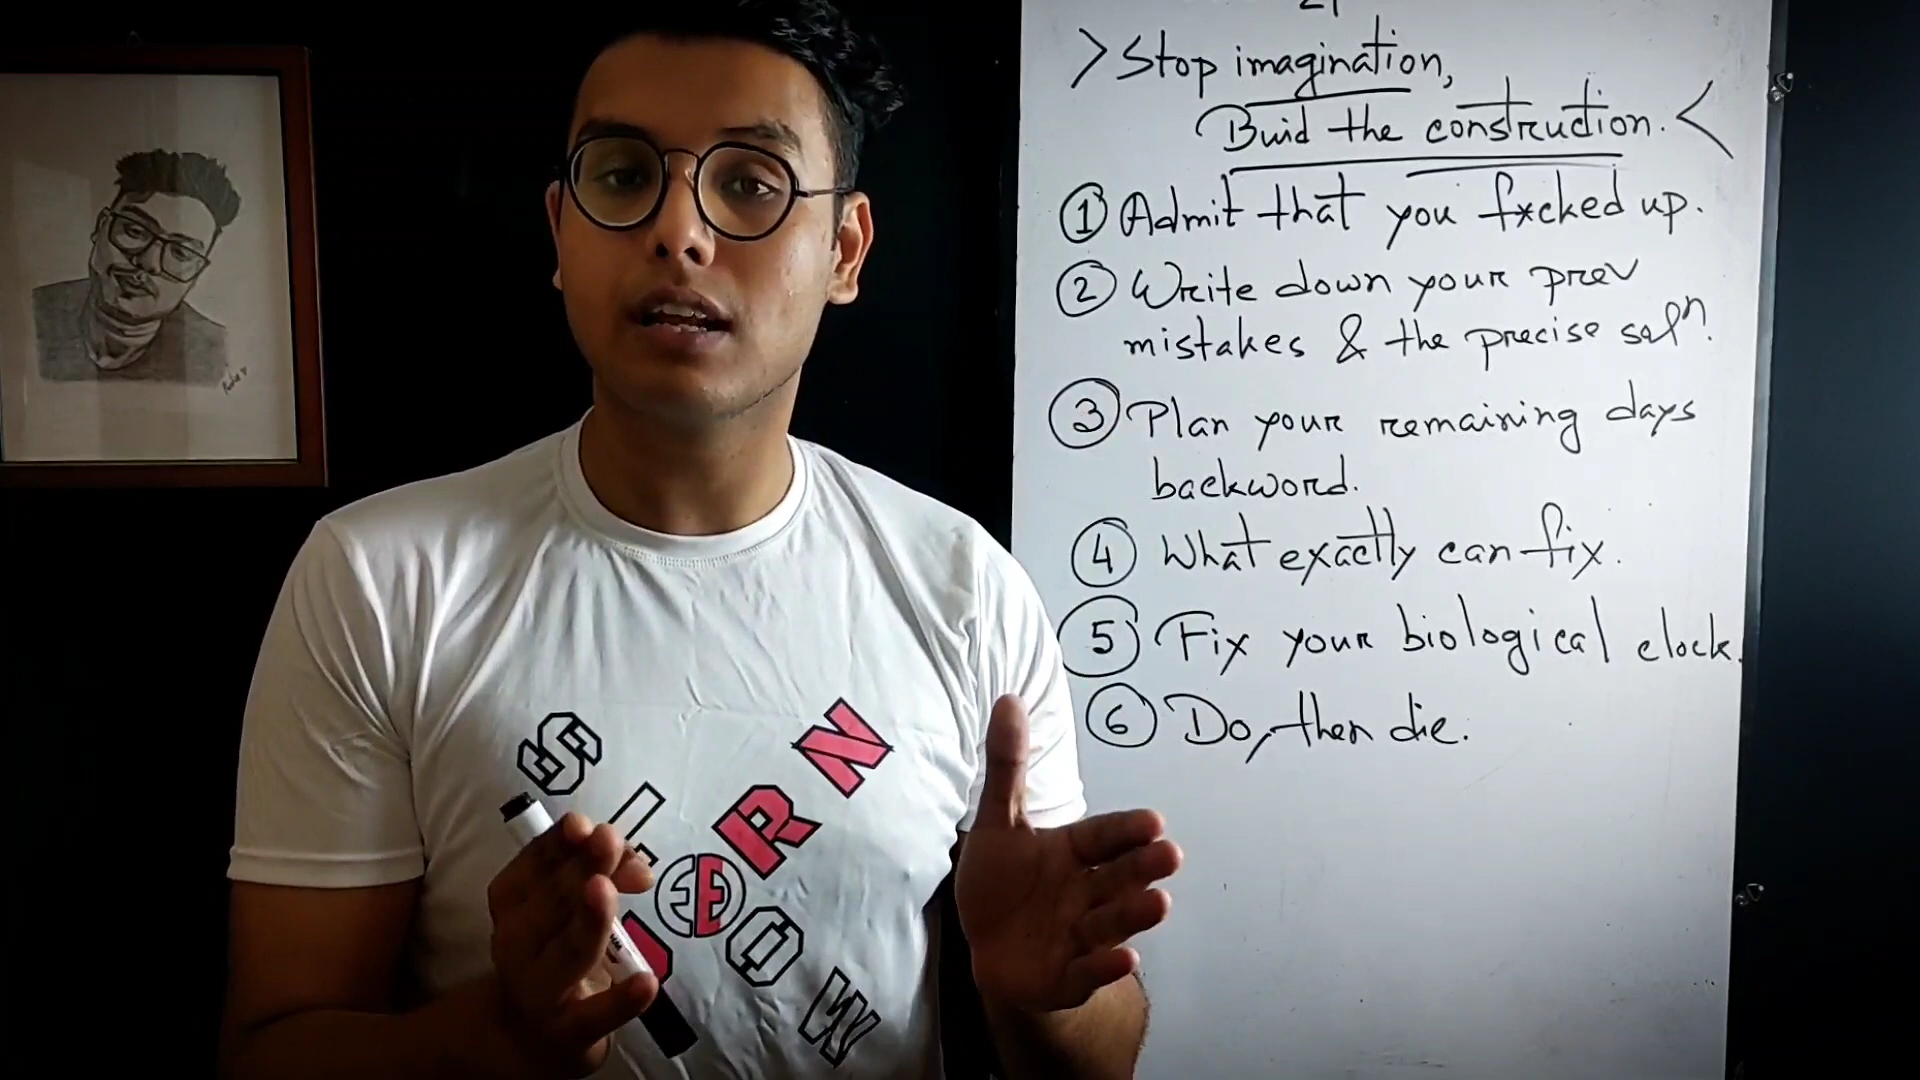 > Stop imagination,
Buid the construction. <
1 Admit that you f*cked up.
2 Write down your prev
mistakes & the precise solⁿ.
3 Plan your remaining days
backword.
4 What exactly can fix.
5 Fix your biological clock.
6 Do, then die.